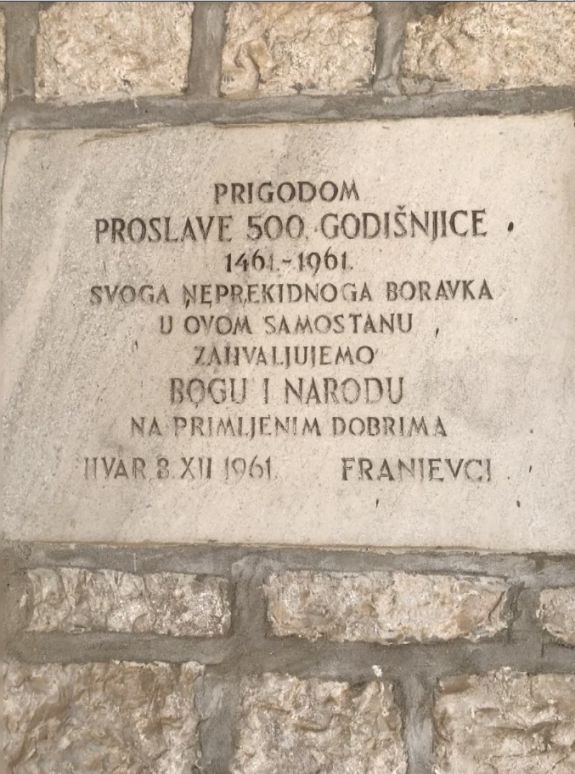 PRIGODOM
PROSLAVE 500. GODIŠNJICE
1461.-1961.
SVOGA NEPREKIDNOGA BORAVKA
U OVOM SAMOSTANU
ZAHVALJUJEMO
BOGU I NARODU
NA PRIMLJENIM DOBRIMA
HVAR 8. XII 1961. FRANJEVCI